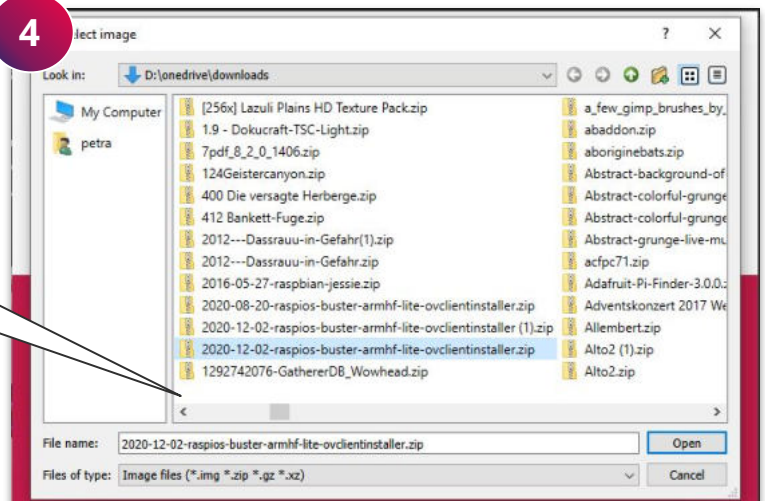 4
elect image
Look in:
D:\onedrive\downloads
My Computer
petra
[256x] Lazuli Plains HD Texture Pack.zip
1.9 - Dokucraft-TSC-Light.zip
7pdf_8_2_0_1406.zip
124Geistercanyon.zip
400 Die versagte Herberge.zip
412 Bankett-Fuge.zip
2012---Dassrauu-in-Gefahr(1).zip
2012---Dassrauu-in-Gefahr.zip
2016-05-27-raspbian-jessie.zip
2020-08-20-raspios-buster-armhf-lite-ovclientinstaller.zip
2020-12-02-raspios-buster-armhf-lite-ovclientinstaller (1).zip
2020-12-02-raspios-buster-armhf-lite-ovclientinstaller.zip
1292742076-GathererDB_Wowhead.zip
a_few_gimp_brushes_by_
abaddon.zip
aboriginebats.zip
Abstract-background-of
Abstract-colorful-grunge
Abstract-colorful-grunge
Abstract-grunge-live-mu
acfpc71.zip
Adafruit-Pi-Finder-3.0.0.:
Adventskonzert 2017 We
Allembert.zip
Alto2 (1).zip
Alto2.zip
File name:
2020-12-02-raspios-buster-armhf-lite-ovclientinstaller.zip
Open
Files of type:
Image files (*.img *.zip *.gz *.xz)
Cancel